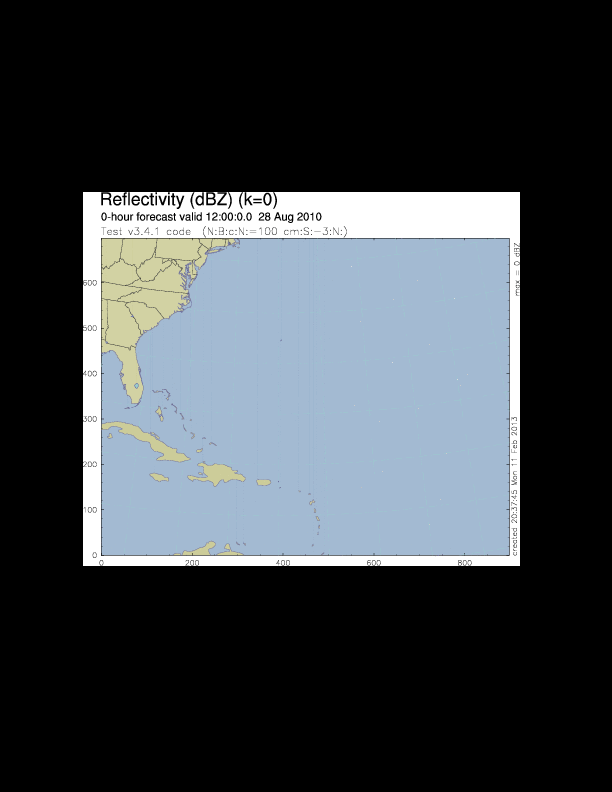 Reflectivity (dBZ) (k=0)
0-hour forecast valid 12:00:0.0 28 Aug 2010
Test v3.4.1 code (N:B:c:N:=100 cm:S:-3:N:)
max = 0 dBZ
600
500
400
300
200
100
0
0 200 400 600 800
created 20:37:45 Mon 11 Feb 2013